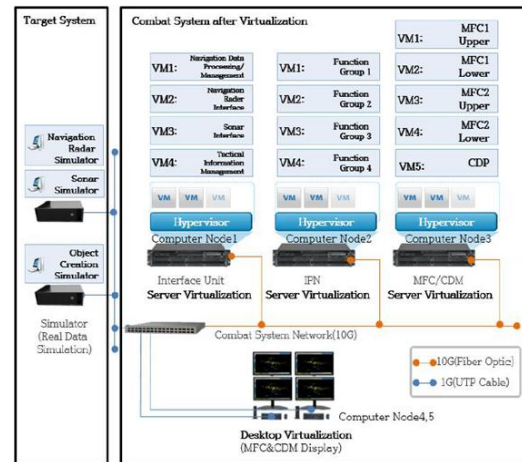 Target System
Navigation
Radar
Simulator
Sonar
Simulator
Object
Creation
Simulator
Simulator
(Real Data
Simulation)
Combat System after Virtualization
VM1: Navigation Data
Processing/
Management
VM2: Navigation
Rader
Interface
VM3: Sonar
Interface
VM4: Tactical
Information
Management
VM VM VM
Hypervisor
Computer Node1
Interface Unit
Server Virtualization
VM1: Function
Group 1
VM2: Function
Group 2
VM3: Function
Group 3
VM4: Function
Group 4
VM VM VM
Hypervisor
Computer Node2
IPN
Server Virtualization
VM1: MFC1
Upper
VM2: MFC1
Lower
VM3: MFC2
Upper
VM4: MFC2
Lower
VM5: CDP
VM VM VM
Hypervisor
Computer Node3
MFC/CDM
Server Virtualization
Combat System Network(10G)
10G(Fiber Optic)
1G(UTP Cable)
Computer Node4,5
Desktop Virtualization
(MFC&CDM Display)